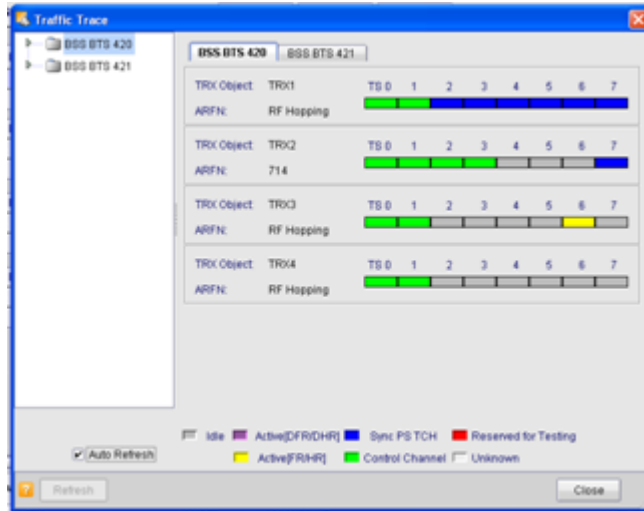 Traffic Trace
BSS BTS 420
BSS BTS 421
BSS BTS 420 BSS BTS 421
TRX Object: TRX1 TS 0 1 2 3 4 5 6 7
ARFN: RF Hopping
TRX Object: TRX2 TS 0 1 2 3 4 5 6 7
ARFN: 714
TRX Object: TRX3 TS 0 1 2 3 4 5 6 7
ARFN: RF Hopping
TRX Object: TRX4 TS 0 1 2 3 4 5 6 7
ARFN: RF Hopping
Idle Active[DFR/DHR] Sync PS TCH Reserved for Testing
Auto Refresh Active[FR/HR] Control Channel Unknown
? Refresh Close